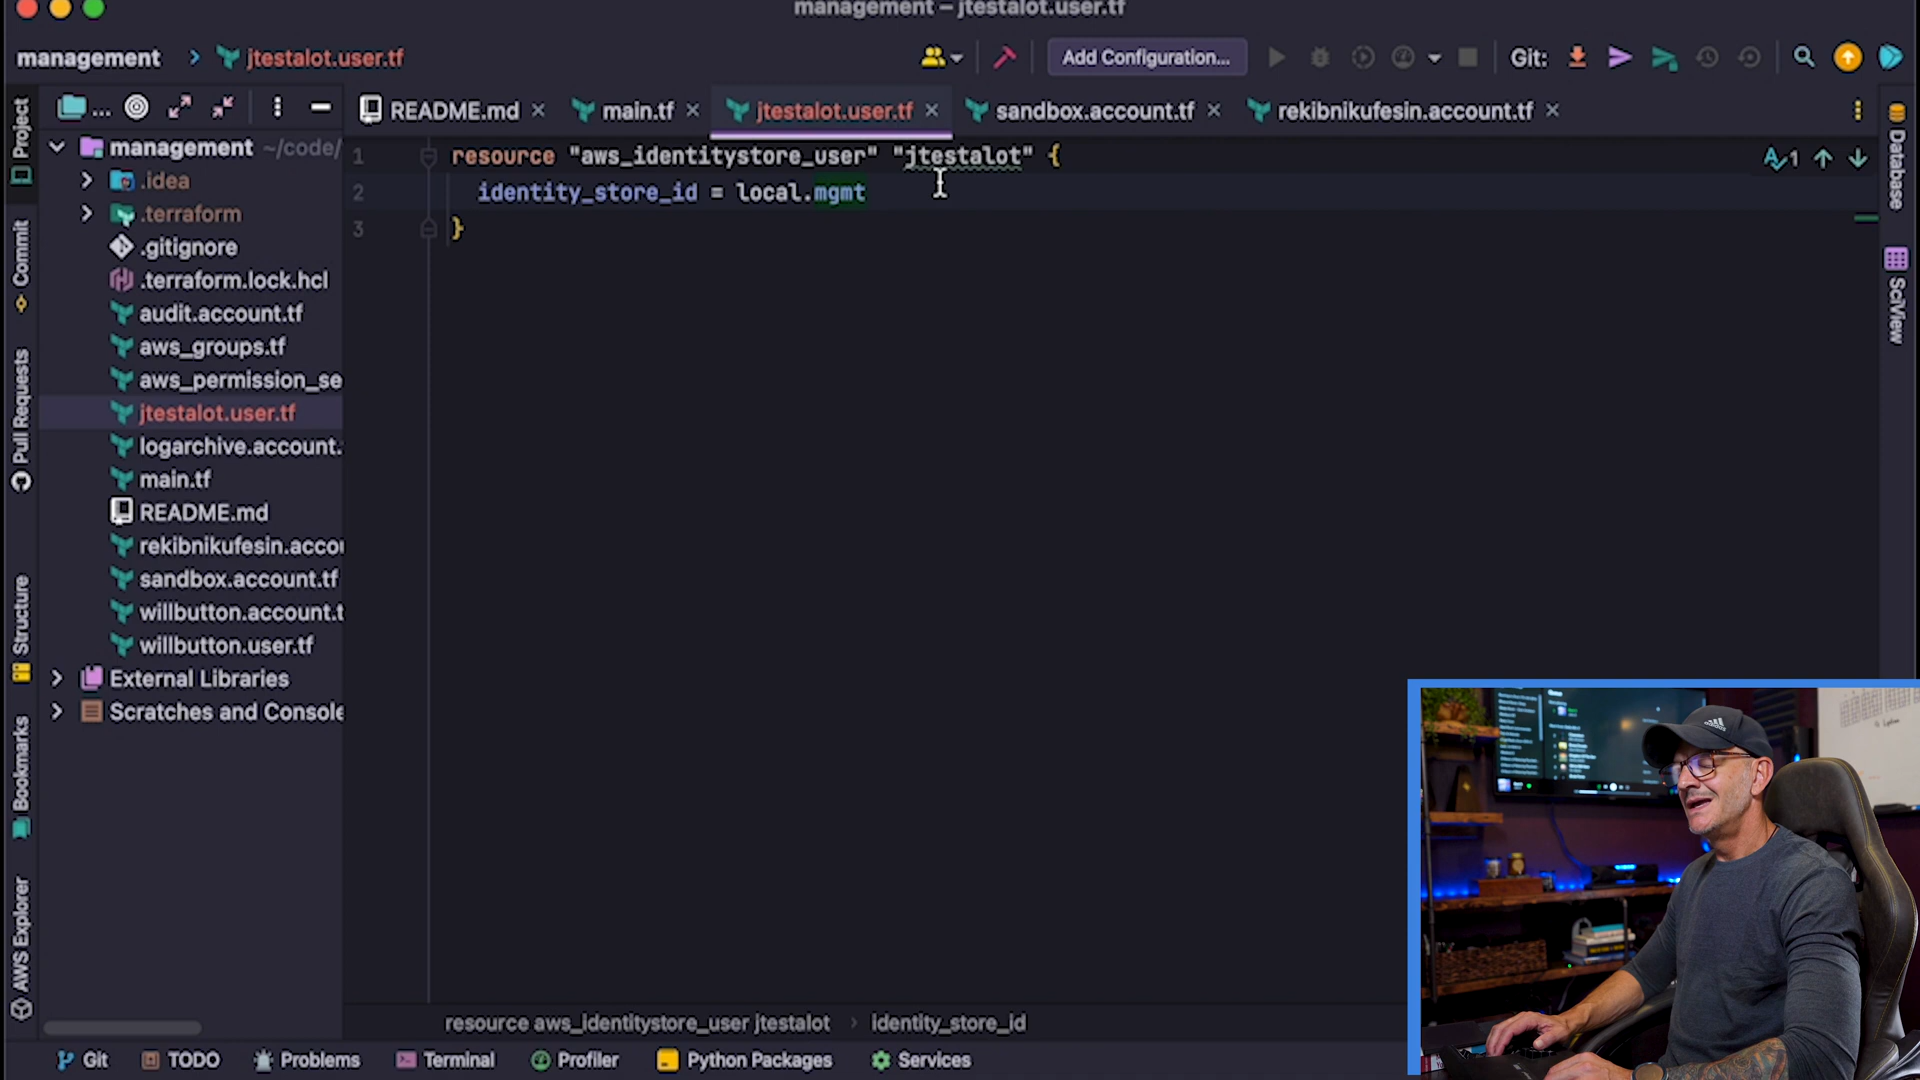 management – jtestalot.user.tf
management › jtestalot.user.tf
Add Configuration...
Git:
Project
Commit
Pull Requests
Structure
Bookmarks
AWS Explorer
...
management ~/code/
.idea
.terraform
.gitignore
.terraform.lock.hcl
audit.account.tf
aws_groups.tf
aws_permission_se
jtestalot.user.tf
logarchive.account.
main.tf
README.md
rekibnikufesin.accou
sandbox.account.tf
willbutton.account.t
willbutton.user.tf
External Libraries
Scratches and Console
README.md
main.tf
jtestalot.user.tf
sandbox.account.tf
rekibnikufesin.account.tf
1 resource "aws_identitystore_user" "jtestalot" {
2 identity_store_id = local.mgmt
3 }
1
Database
SciView
resource aws_identitystore_user jtestalot › identity_store_id
Git
TODO
Problems
Terminal
Profiler
Python Packages
Services